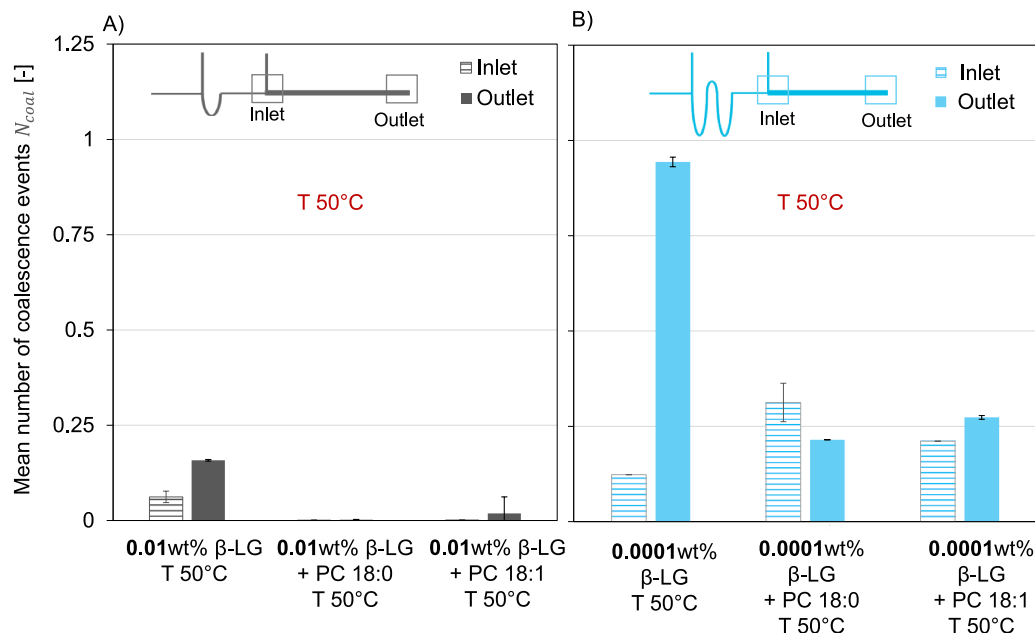 A)
Mean number of coalescence events N_coal [-]
1.25
1
0.75
0.5
0.25
0
Inlet
Outlet
Inlet
Outlet
T 50°C
0.01wt% β-LG
T 50°C
0.01wt% β-LG
+ PC 18:0
T 50°C
0.01wt% β-LG
+ PC 18:1
T 50°C
B)
Inlet
Outlet
Inlet
Outlet
T 50°C
0.0001wt%
β-LG
T 50°C
0.0001wt%
β-LG
+ PC 18:0
T 50°C
0.0001wt%
β-LG
+ PC 18:1
T 50°C